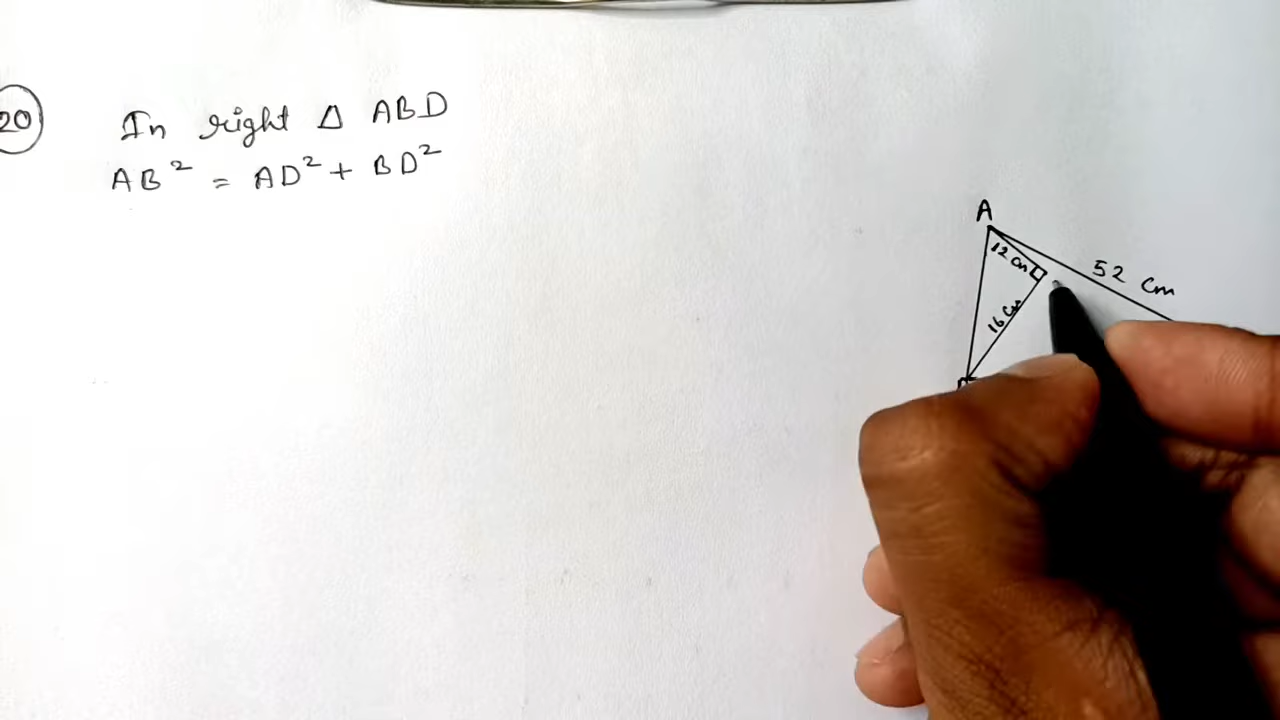 20
In right Δ ABD
AB² = AD² + BD²
A
12 cm
52 cm
16 cm